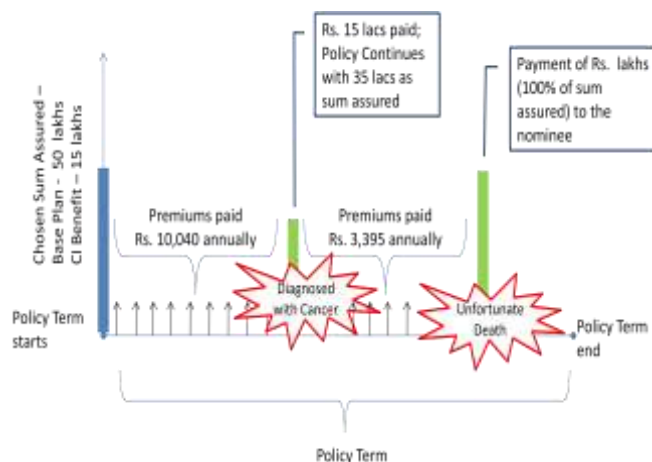 Rs. 15 lacs paid;
Policy Continues
with 35 lacs as
sum assured
Payment of Rs. lakhs
(100% of sum
assured) to the
nominee
Chosen Sum Assured –
Base Plan - 50 lakhs
CI Benefit – 15 lakhs
Premiums paid
Rs. 10,040 annually
Premiums paid
Rs. 3,395 annually
Diagnosed
with Cancer
Unfortunate
Death
Policy Term
starts
Policy Term
end
Policy Term